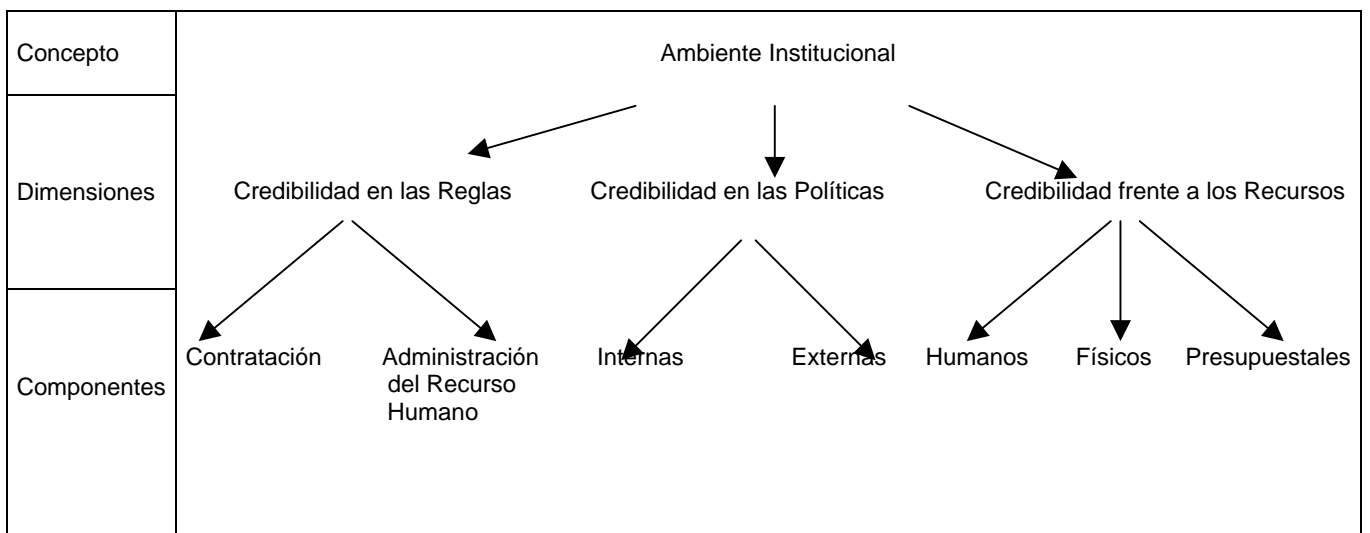 Concepto
Ambiente Institucional
Dimensiones
Credibilidad en las Reglas
Credibilidad en las Políticas
Credibilidad frente a los Recursos
Componentes
Contratación
Administración
del Recurso
Humano
Internas
Externas
Humanos
Físicos
Presupuestales